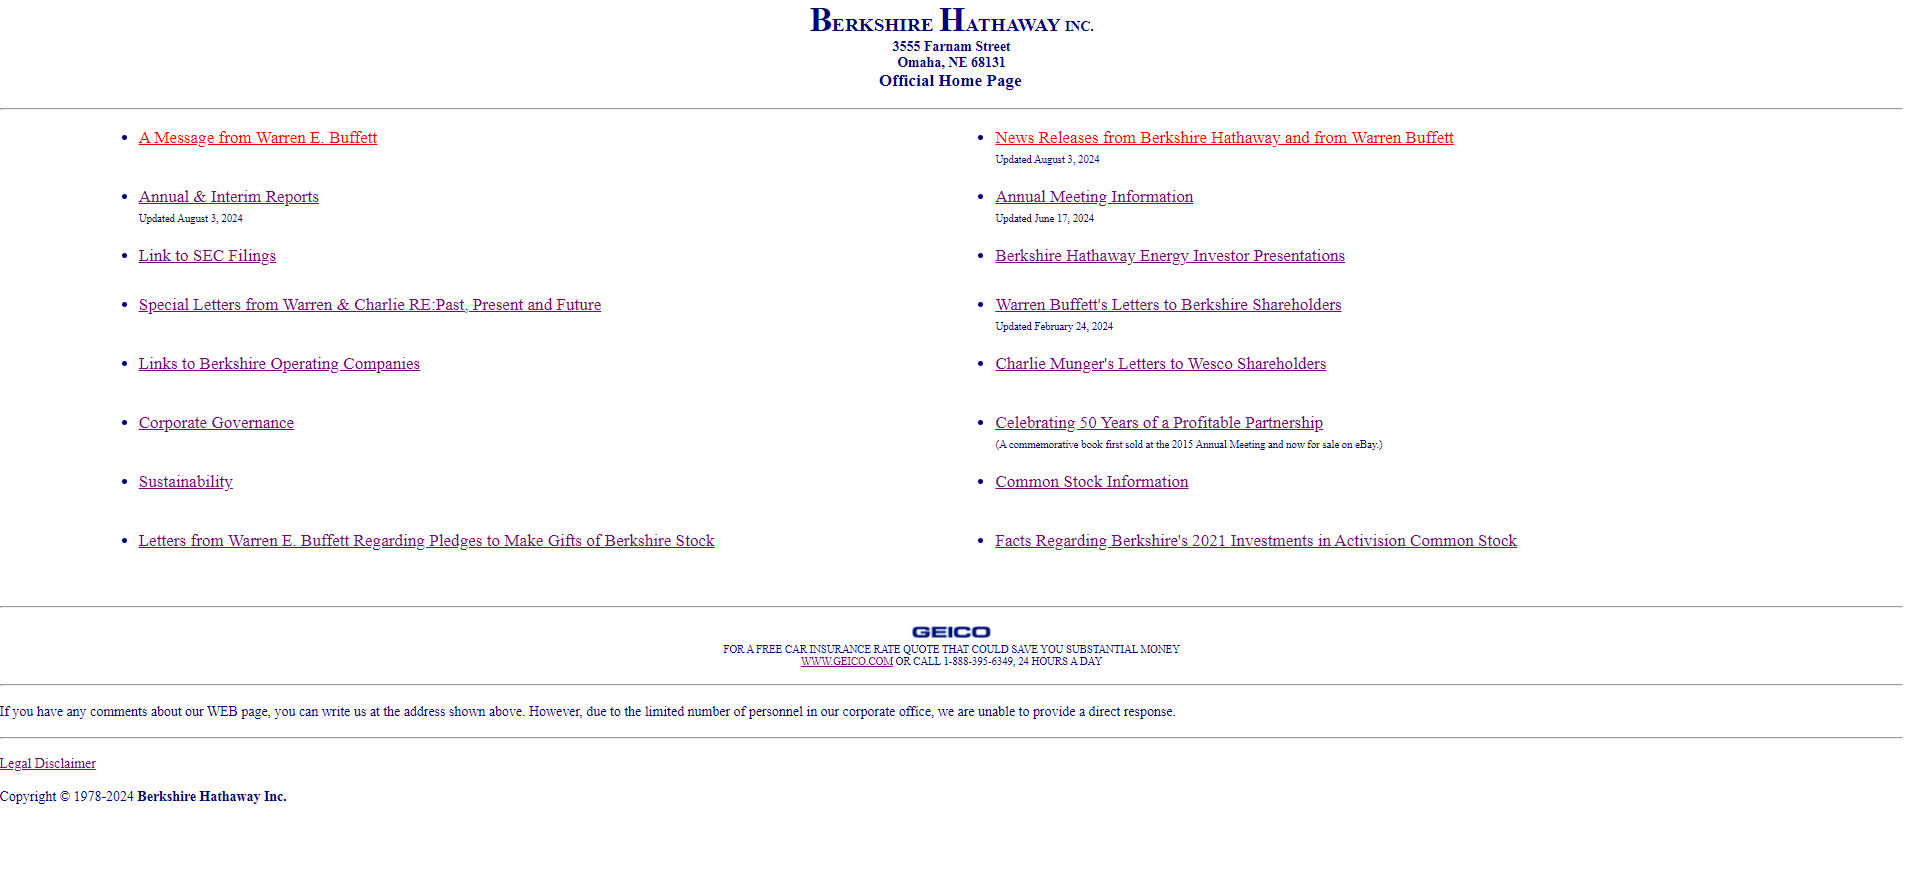 BERKSHIRE HATHAWAY INC.
3555 Farnam Street
Omaha, NE 68131
Official Home Page
A Message from Warren E. Buffett
News Releases from Berkshire Hathaway and from Warren Buffett
Updated August 3, 2024
Annual & Interim Reports
Updated August 3, 2024
Annual Meeting Information
Updated June 17, 2024
Link to SEC Filings
Berkshire Hathaway Energy Investor Presentations
Special Letters from Warren & Charlie RE:Past, Present and Future
Warren Buffett's Letters to Berkshire Shareholders
Updated February 24, 2024
Links to Berkshire Operating Companies
Charlie Munger's Letters to Wesco Shareholders
Corporate Governance
Celebrating 50 Years of a Profitable Partnership
(A commemorative book first sold at the 2015 Annual Meeting and now for sale on eBay.)
Sustainability
Common Stock Information
Letters from Warren E. Buffett Regarding Pledges to Make Gifts of Berkshire Stock
Facts Regarding Berkshire's 2021 Investments in Activision Common Stock
GEICO
FOR A FREE CAR INSURANCE RATE QUOTE THAT COULD SAVE YOU SUBSTANTIAL MONEY
WWW.GEICO.COM OR CALL 1-888-395-6349, 24 HOURS A DAY
If you have any comments about our WEB page, you can write us at the address shown above. However, due to the limited number of personnel in our corporate office, we are unable to provide a direct response.
Legal Disclaimer
Copyright © 1978-2024 Berkshire Hathaway Inc.